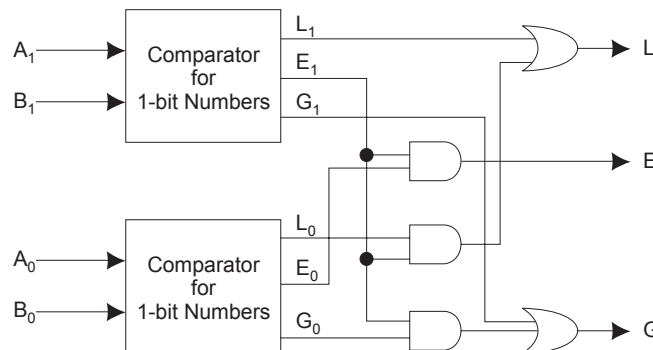 A₁
B₁
Comparator
for
1-bit Numbers
L₁
E₁
G₁
L
E
A₀
B₀
Comparator
for
1-bit Numbers
L₀
E₀
G₀
G